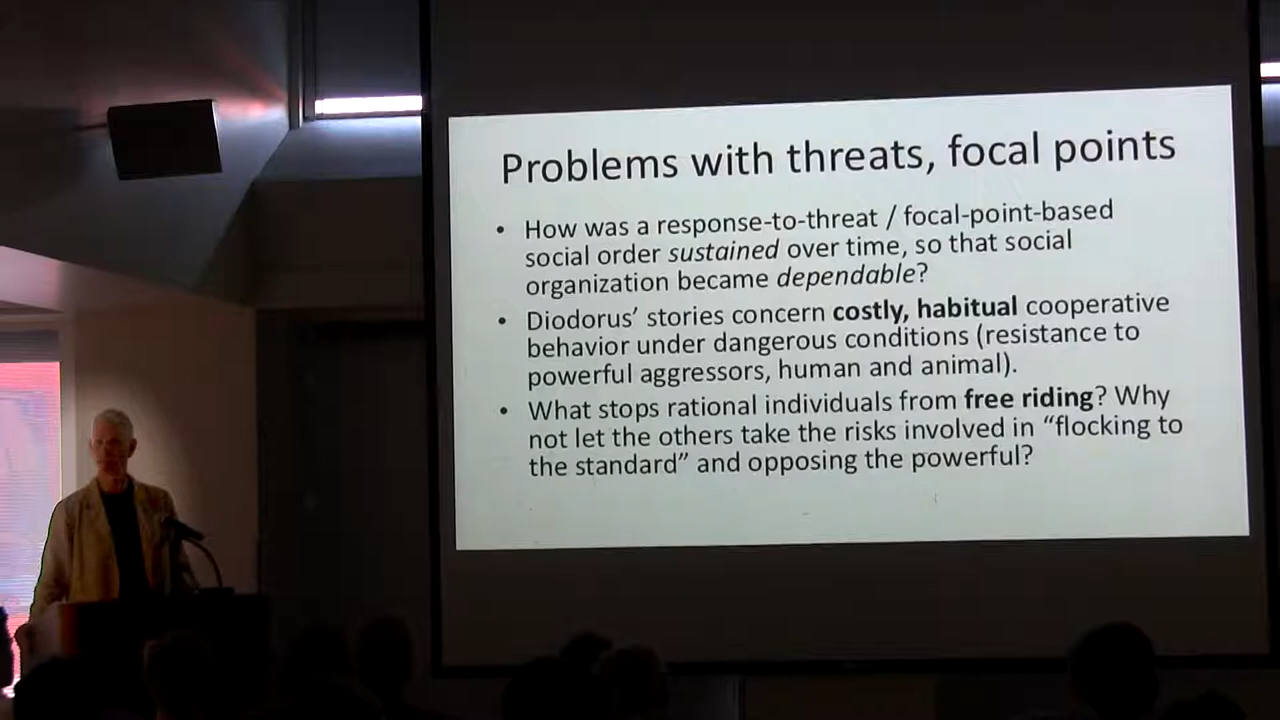 Problems with threats, focal points
• How was a response-to-threat / focal-point-based
social order sustained over time, so that social
organization became dependable?
• Diodorus' stories concern costly, habitual cooperative
behavior under dangerous conditions (resistance to
powerful aggressors, human and animal).
• What stops rational individuals from free riding? Why
not let the others take the risks involved in “flocking to
the standard” and opposing the powerful?